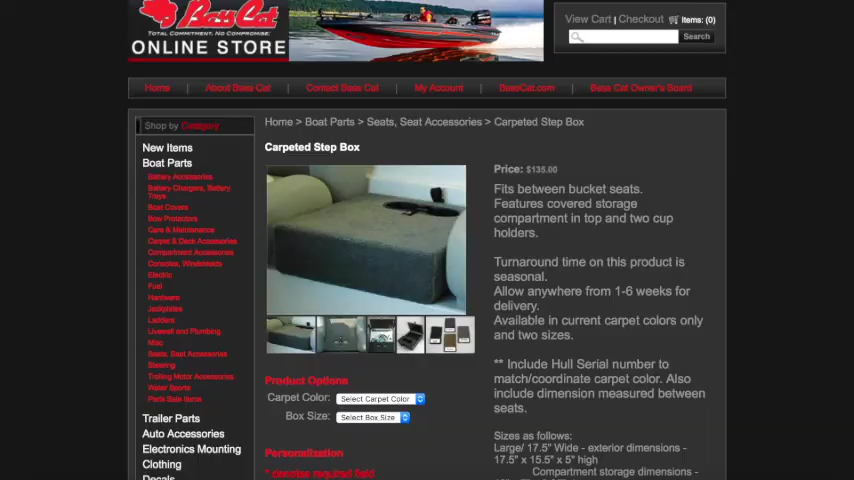 Bass Cat
TOTAL COMMITMENT. NO COMPROMISE.
ONLINE STORE
View Cart | Checkout items: (0)
Search
Home | About Bass Cat | Contact Bass Cat | My Account | BassCat.com | Bass Cat Owner's Board
Shop by Category
New Items
Boat Parts
Battery Accessories
Battery Chargers, Battery
Trays
Boat Covers
Bow Protectors
Care & Maintenance
Carpet & Deck Accessories
Compartment Accessories
Consoles, Windshields
Electric
Fuel
Hardware
Jackplates
Ladders
Livewell and Plumbing
Misc
Seats, Seat Accessories
Steering
Trolling Motor Accessories
Water Sports
Parts Sale Items
Trailer Parts
Auto Accessories
Electronics Mounting
Clothing
Decals
Home > Boat Parts > Seats, Seat Accessories > Carpeted Step Box
Carpeted Step Box
Product Options
Carpet Color: Select Carpet Color
Box Size: Select Box Size
Personalization
* denotes required field
Price: $135.00
Fits between bucket seats.
Features covered storage
compartment in top and two cup
holders.
Turnaround time on this product is
seasonal.
Allow anywhere from 1-6 weeks for
delivery.
Available in current carpet colors only
and two sizes.
** Include Hull Serial number to
match/coordinate carpet color. Also
include dimension measured between
seats.
Sizes as follows:
Large/ 17.5" Wide - exterior dimensions -
17.5" x 15.5" x 5" high
Compartment storage dimensions -